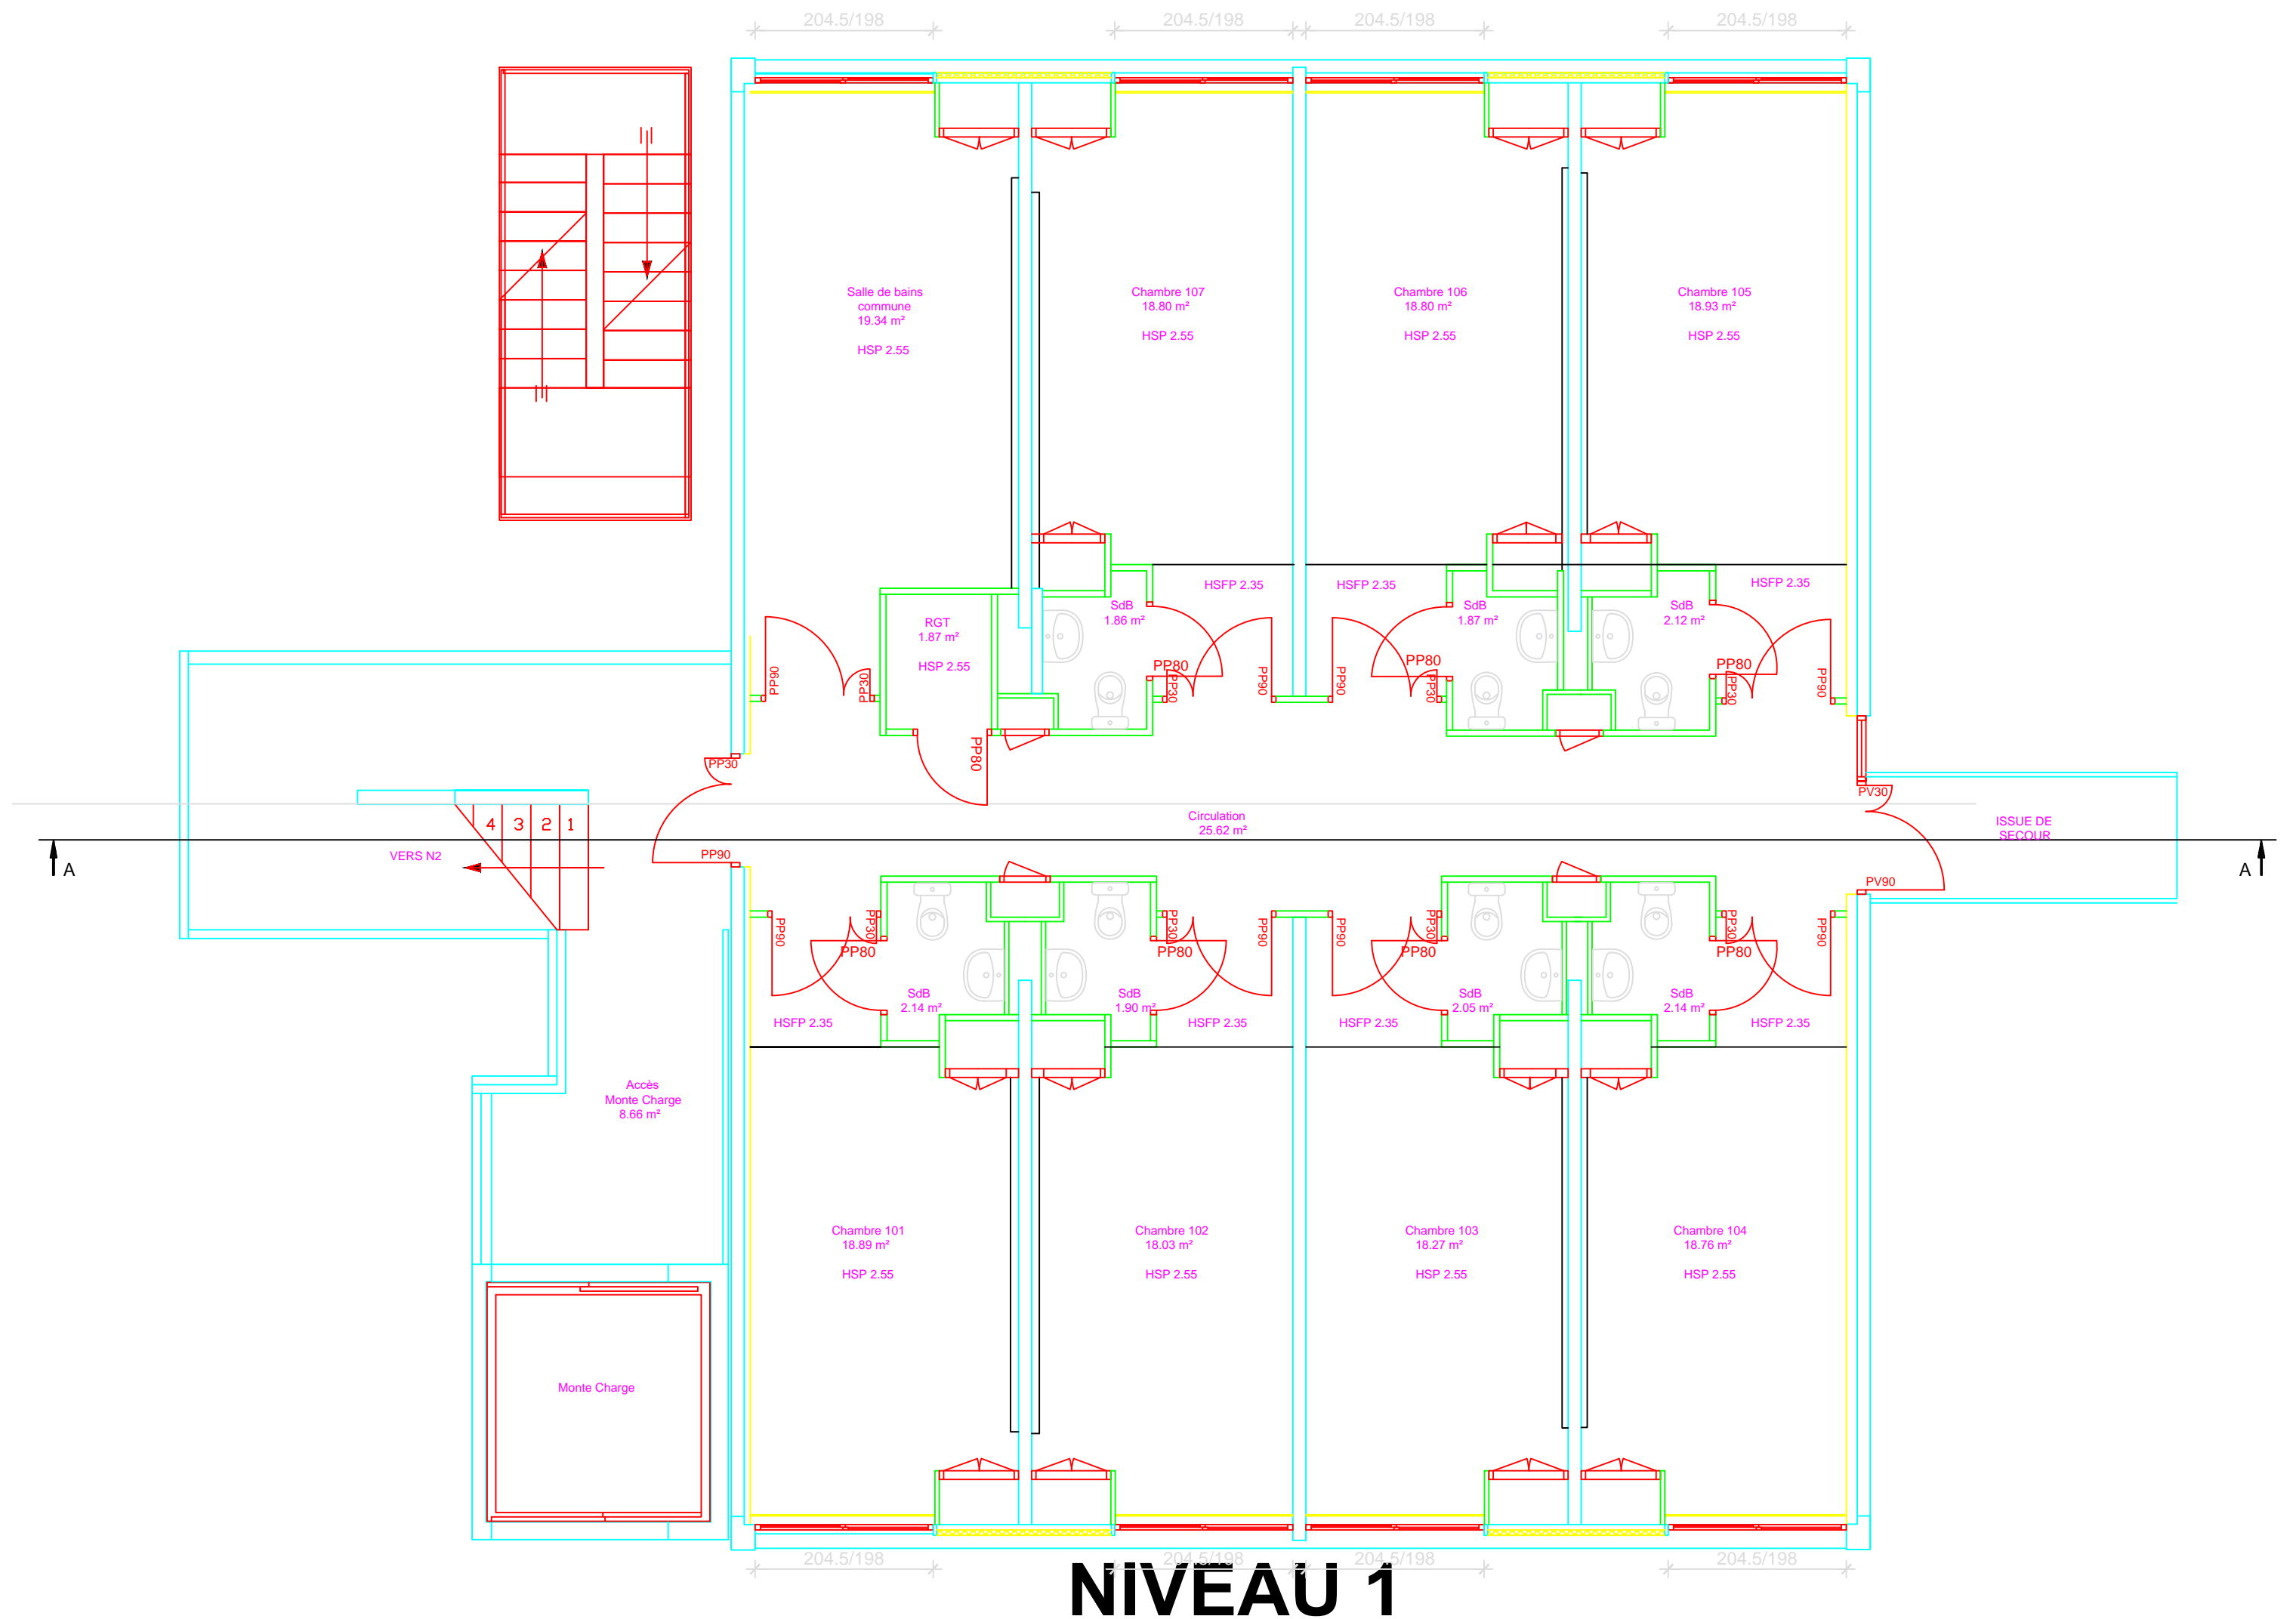 204.5/198
204.5/198
204.5/198
204.5/198
Salle de bains
commune
19.34 m²
HSP 2.55
Chambre 107
18.80 m²
HSP 2.55
Chambre 106
18.80 m²
HSP 2.55
Chambre 105
18.93 m²
HSP 2.55
HSFP 2.35
HSFP 2.35
HSFP 2.35
RGT
1.87 m²
HSP 2.55
SdB
1.86 m²
SdB
1.87 m²
SdB
2.12 m²
PP90
PP30
PP80
PP30
PP90
PP90
PP80
PP30
PP80
PP30
PP90
PP80
PP30
PV30
4 3 2 1
Circulation
25.62 m²
ISSUE DE
SECOUR
VERS N2
PP90
PV90
A
A
PP90
PP30
PP80
PP30
PP80
PP90
PP90
PP30
PP80
PP30
PP80
PP90
SdB
2.14 m²
SdB
1.90 m²
SdB
2.05 m²
SdB
2.14 m²
HSFP 2.35
HSFP 2.35
HSFP 2.35
HSFP 2.35
Accès
Monte Charge
8.66 m²
Chambre 101
18.89 m²
HSP 2.55
Chambre 102
18.03 m²
HSP 2.55
Chambre 103
18.27 m²
HSP 2.55
Chambre 104
18.76 m²
HSP 2.55
Monte Charge
204.5/198
204.5/198
204.5/198
204.5/198
NIVEAU 1